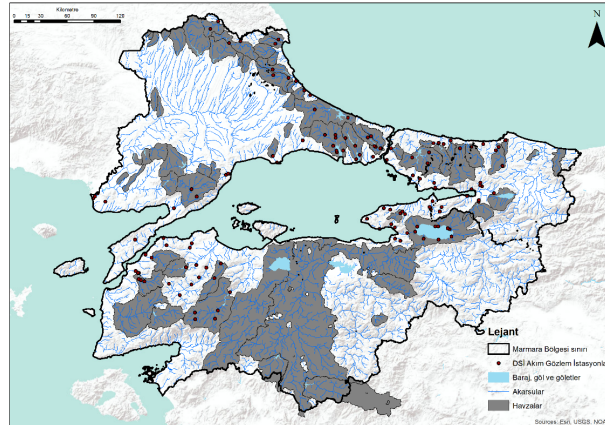 Kilometre
0 15 30 60 90 120
N
Lejant
Marmara Bölgesi sınırı
DSİ Akım Gözlem İstasyonla
Baraj, göl ve göletler
Akarsular
Havzalar
Sources: Esri, USGS, NOA